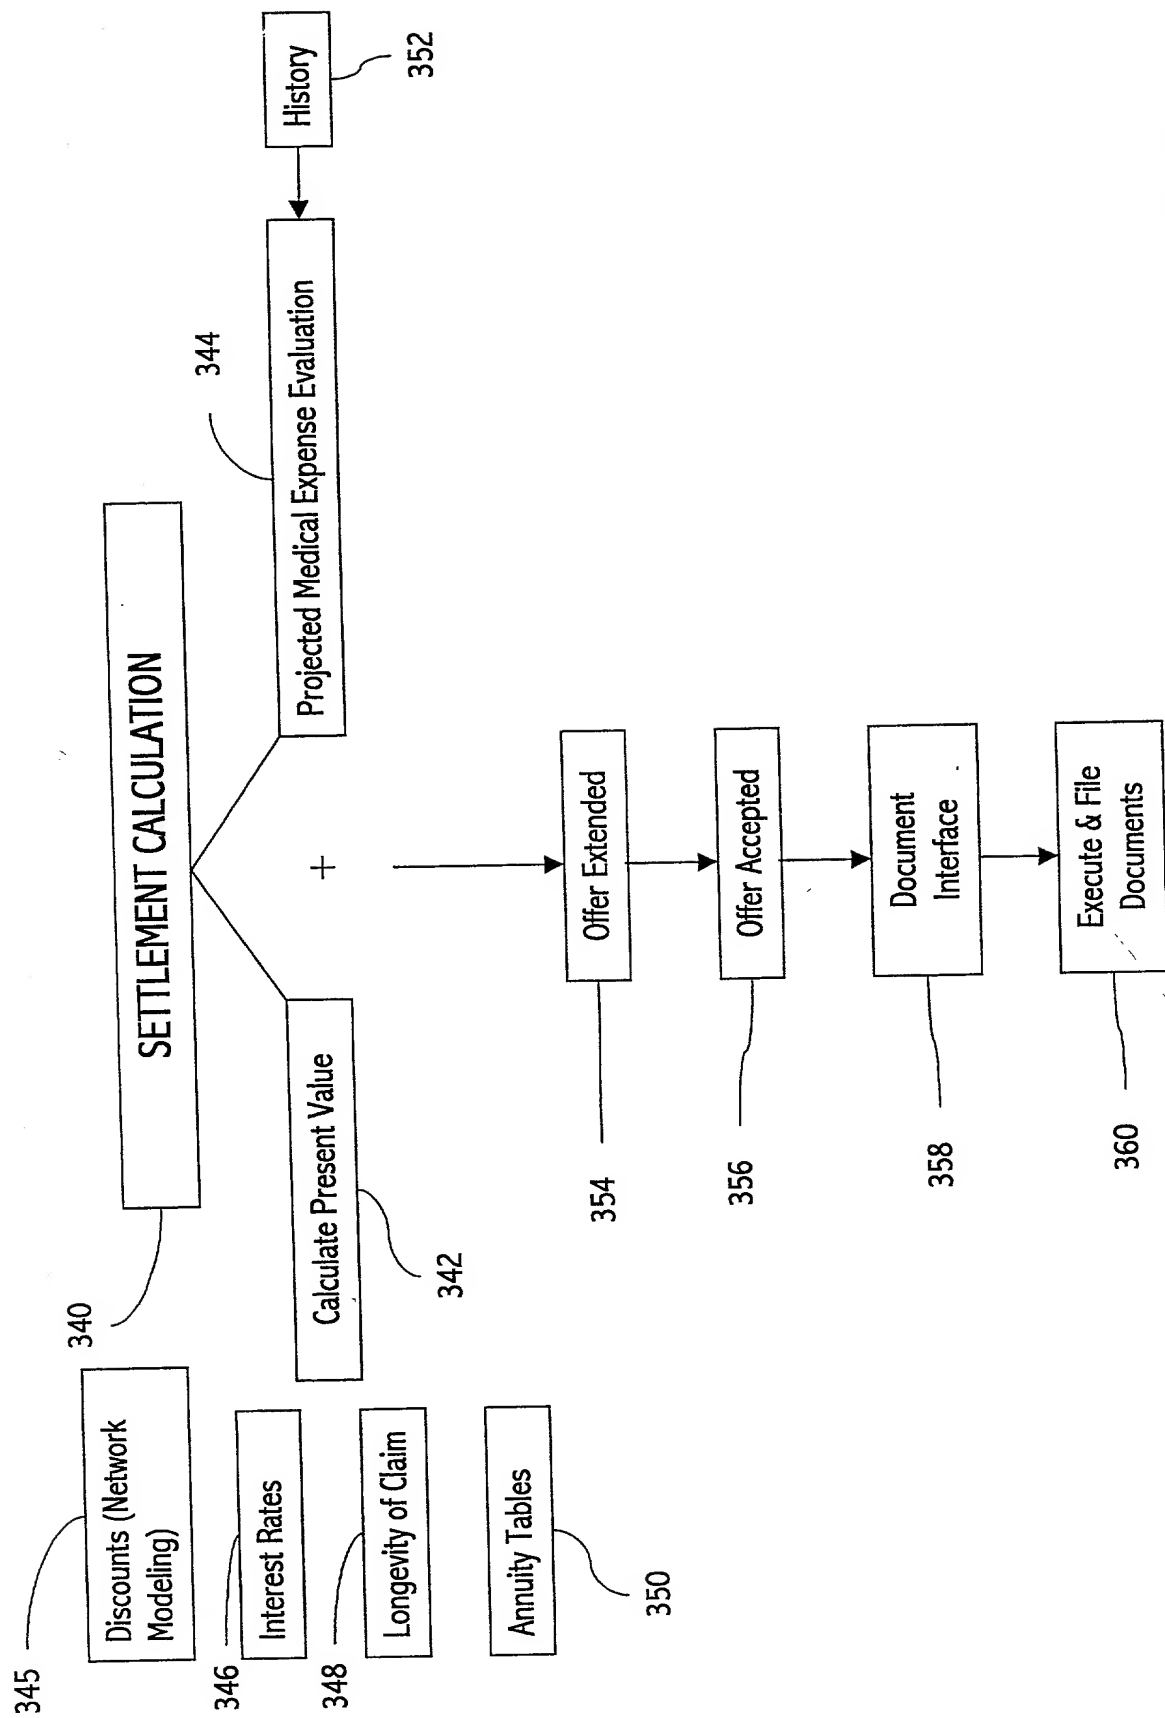 SETTLEMENT CALCULATION
340
345
Discounts (Network
Modeling)
346
Interest Rates
348
Longevity of Claim
Annuity Tables
350
Calculate Present Value
342
+
Projected Medical Expense Evaluation
344
History
352
Offer Extended
354
Offer Accepted
356
Document
Interface
358
Execute & File
Documents
360